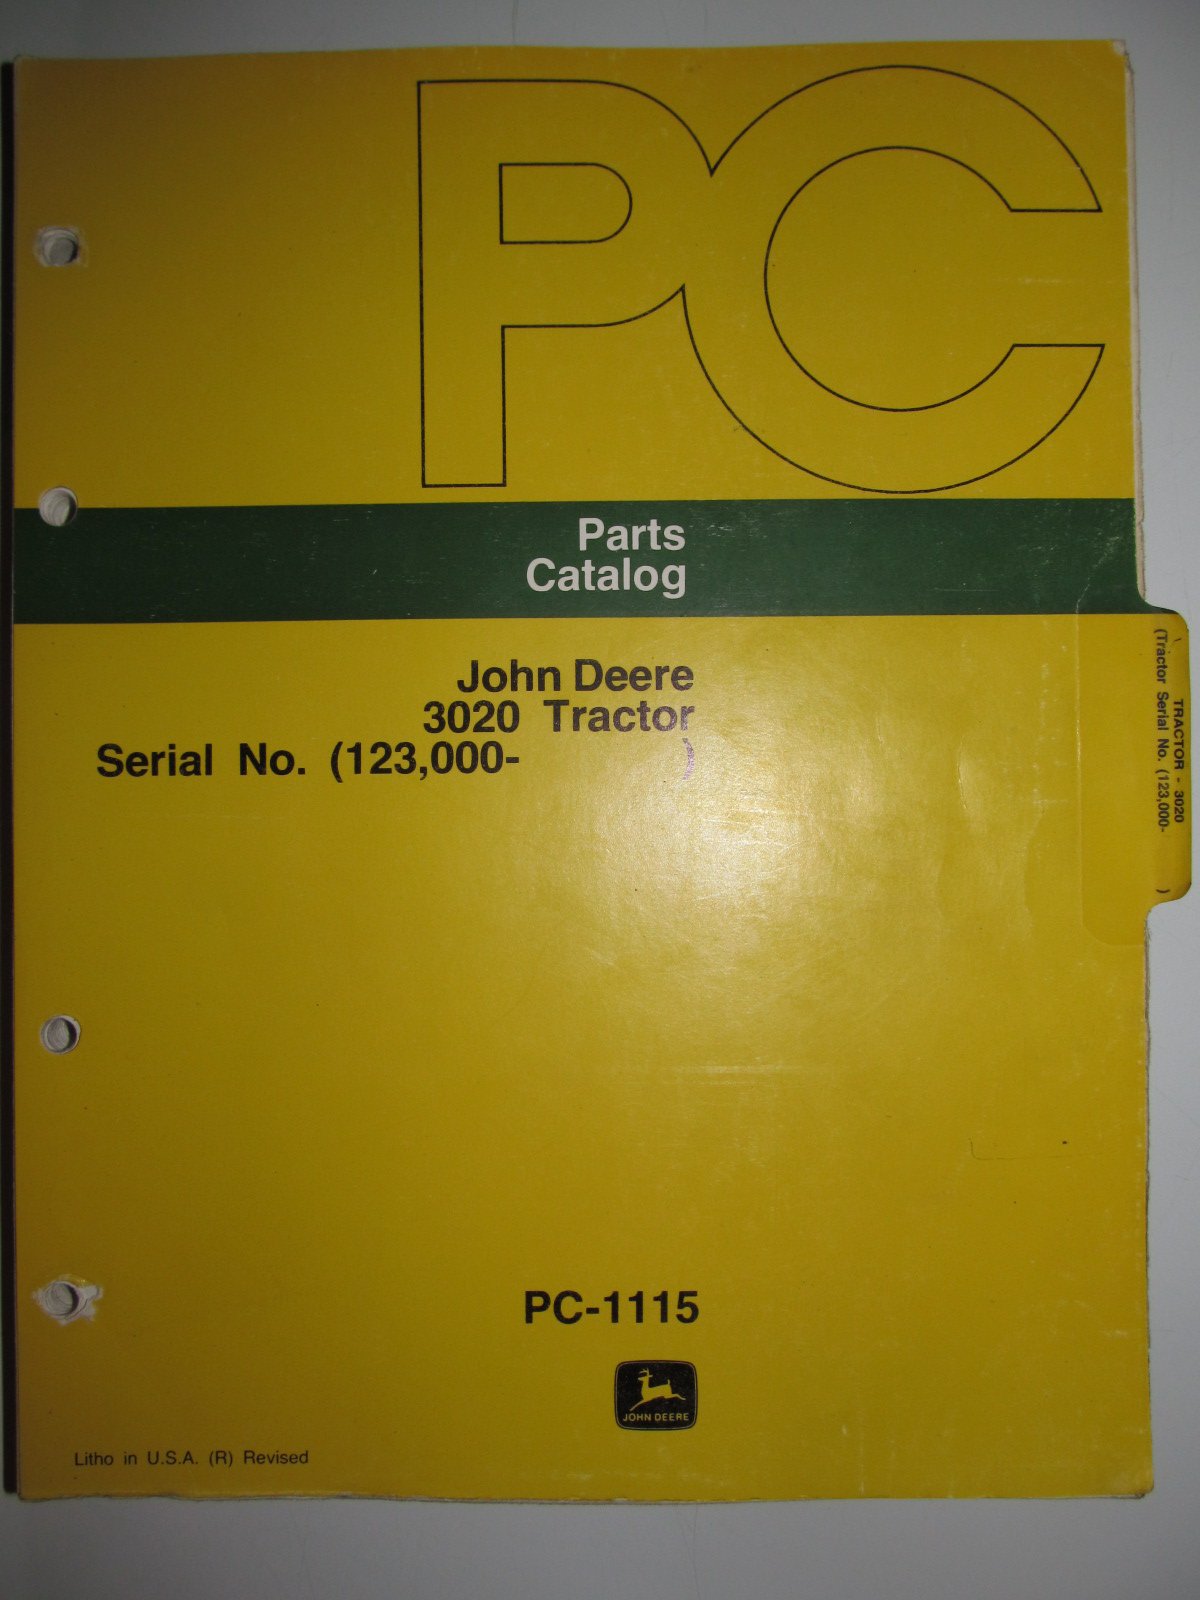 PC
Parts
Catalog
John Deere
3020 Tractor
Serial No. (123,000- )
TRACTOR - 3020
(Tractor Serial No. (123,000- )
PC-1115
JOHN DEERE
Litho in U.S.A. (R) Revised